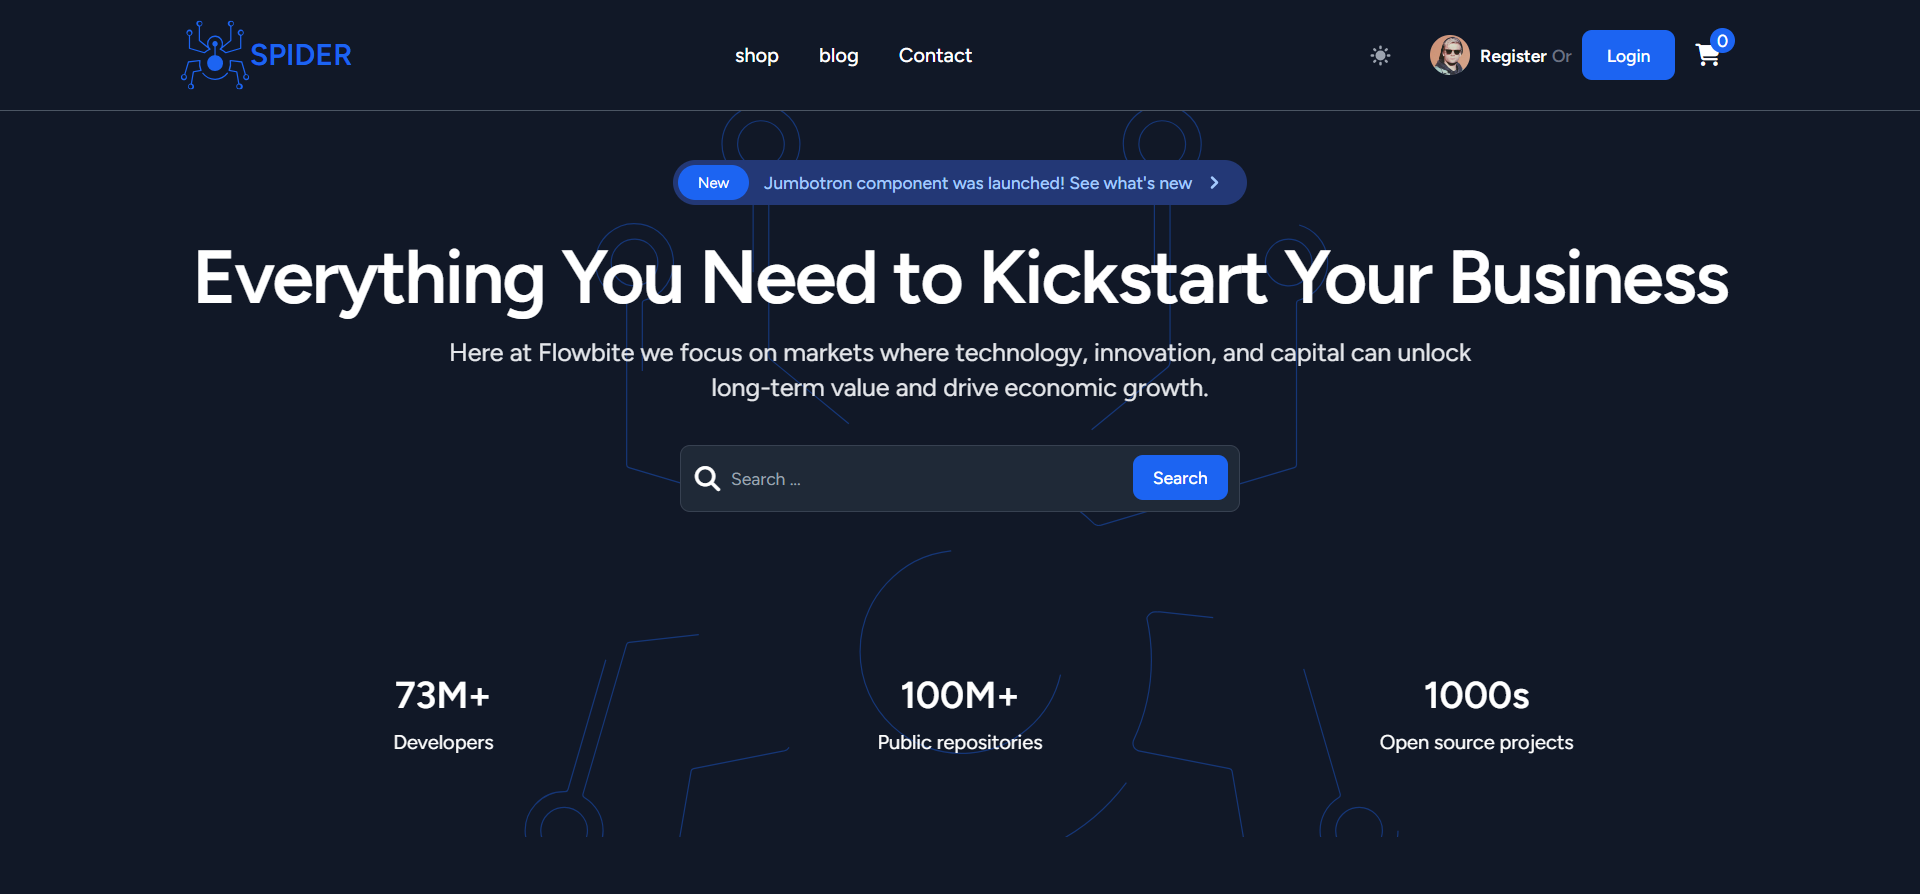 SPIDER
shop blog Contact
Register Or Login 0
New Jumbotron component was launched! See what's new
Everything You Need to Kickstart Your Business
Here at Flowbite we focus on markets where technology, innovation, and capital can unlock
long-term value and drive economic growth.
Search ... Search
73M+ 100M+ 1000s
Developers Public repositories Open source projects